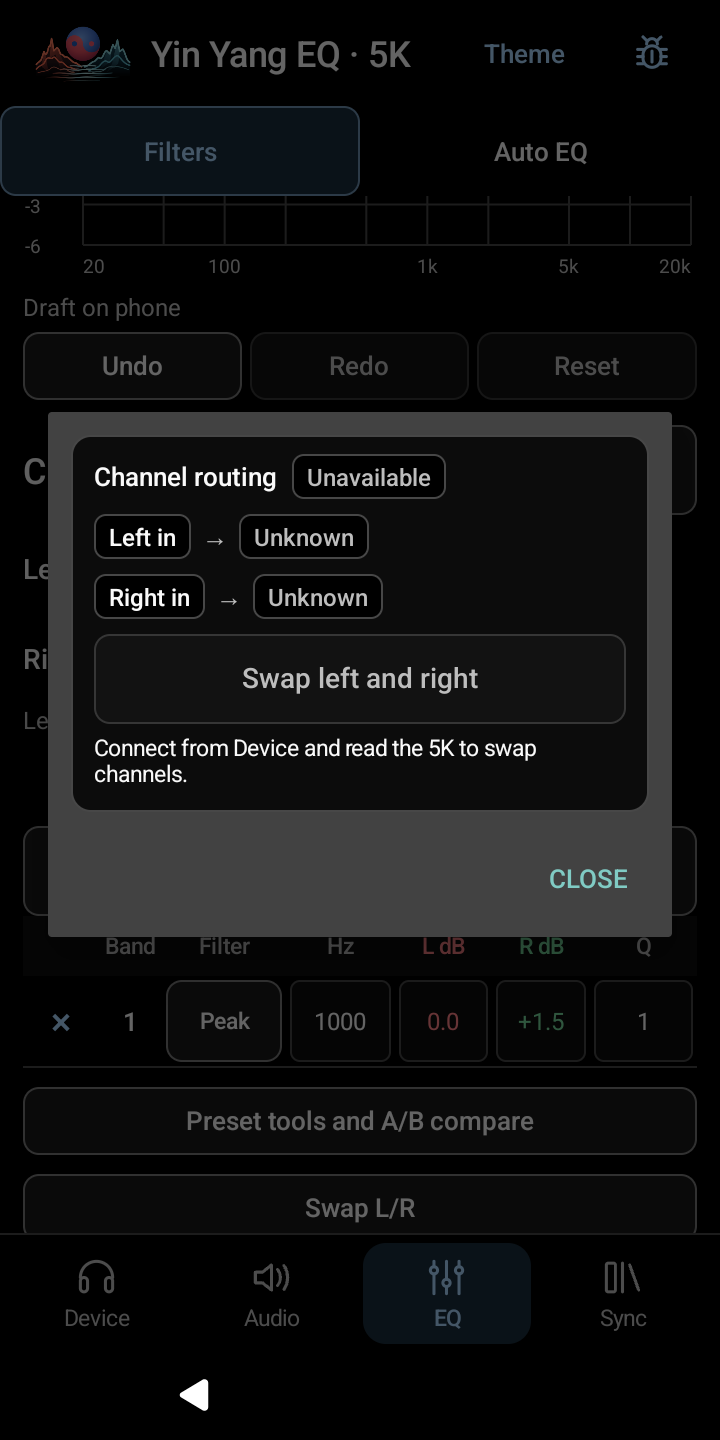 Yin Yang EQ · 5K
Theme
Filters
Auto EQ
-3
-6
20 100 1k 5k 20k
Draft on phone
Undo
Redo
Reset
C
Channel routing
Unavailable
Left in → Unknown
Right in → Unknown
Le
Ri
Swap left and right
Le
Connect from Device and read the 5K to swap
channels.
CLOSE
Band Filter Hz L dB R dB Q
× 1 Peak 1000 0.0 +1.5 1
Preset tools and A/B compare
Swap L/R
Device
Audio
EQ
Sync